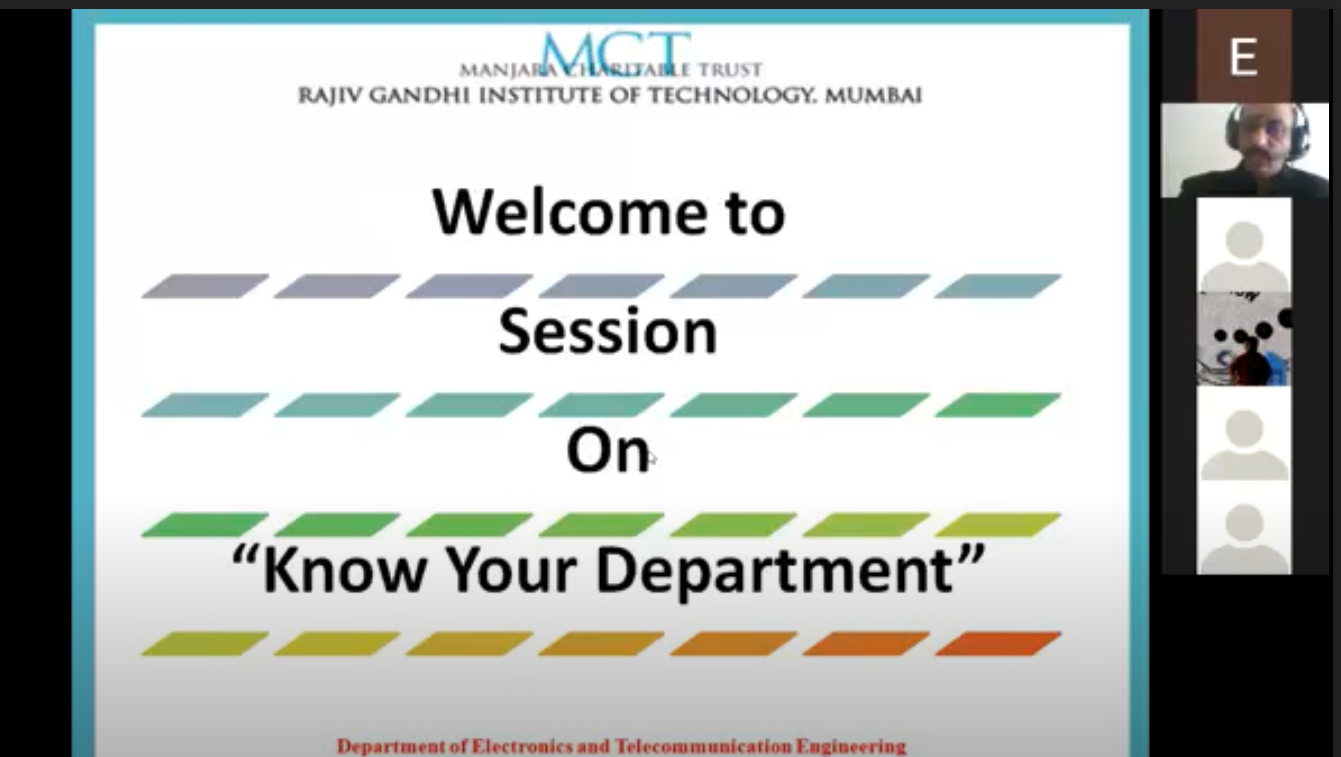 MCT
MANJARA CHARITABLE TRUST
RAJIV GANDHI INSTITUTE OF TECHNOLOGY, MUMBAI
Welcome to
Session
On
“Know Your Department”
Department of Electronics and Telecommunication Engineering
E